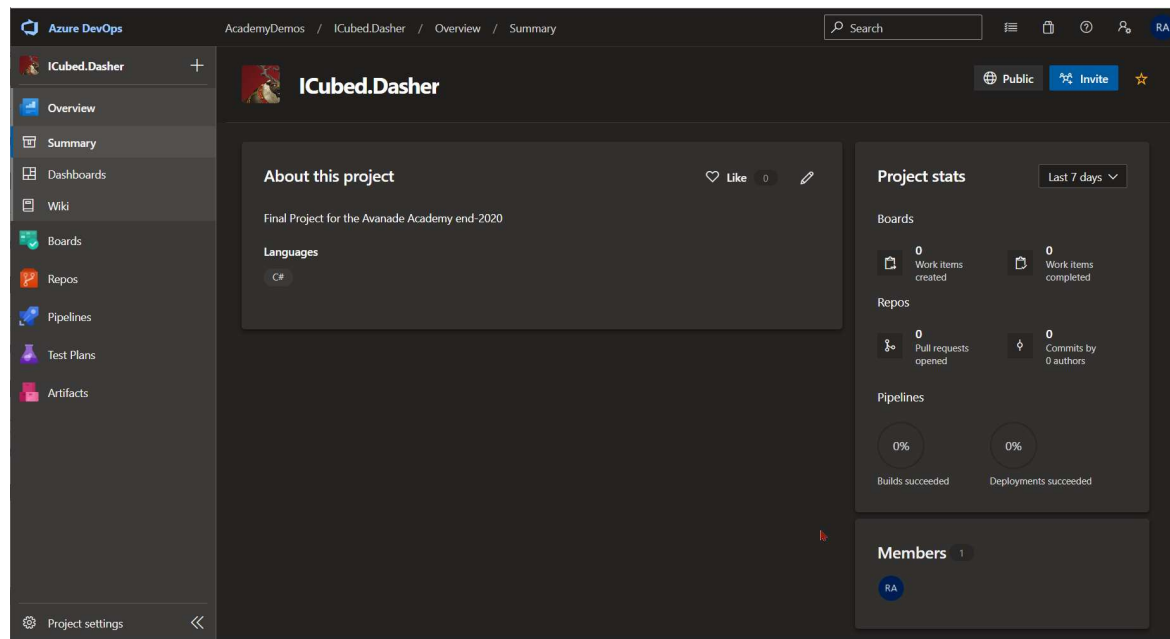 Azure DevOps
AcademyDemos / ICubed.Dasher / Overview / Summary
Search
RA
ICubed.Dasher
ICubed.Dasher
Public
Invite
Overview
Summary
Dashboards
Wiki
Boards
Repos
Pipelines
Test Plans
Artifacts
Project settings
About this project
Like 0
Final Project for the Avanade Academy end-2020
Languages
C#
Project stats
Last 7 days
Boards
0
Work items
created
0
Work items
completed
Repos
0
Pull requests
opened
0
Commits by
0 authors
Pipelines
0%
Builds succeeded
0%
Deployments succeeded
Members 1
RA